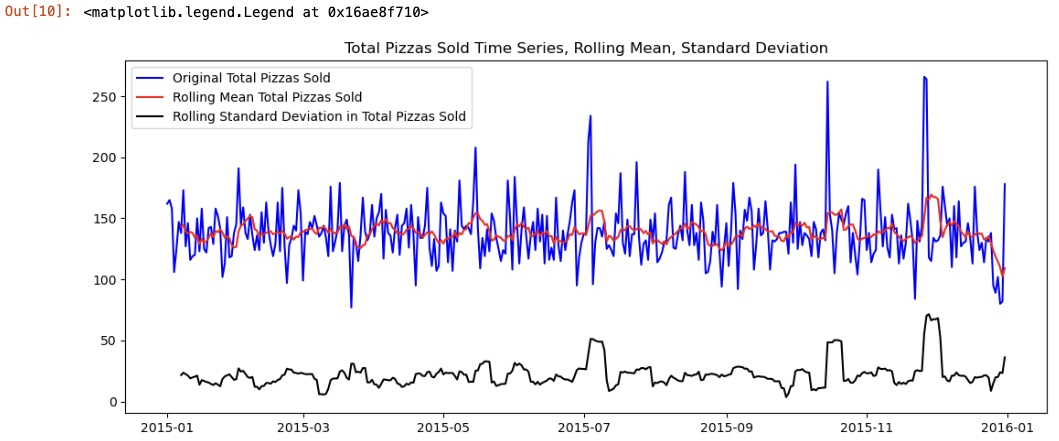 Out[10]: <matplotlib.legend.Legend at 0x16ae8f710>
Total Pizzas Sold Time Series, Rolling Mean, Standard Deviation
Original Total Pizzas Sold
Rolling Mean Total Pizzas Sold
Rolling Standard Deviation in Total Pizzas Sold
250
200
150
100
50
0
2015-01 2015-03 2015-05 2015-07 2015-09 2015-11 2016-01